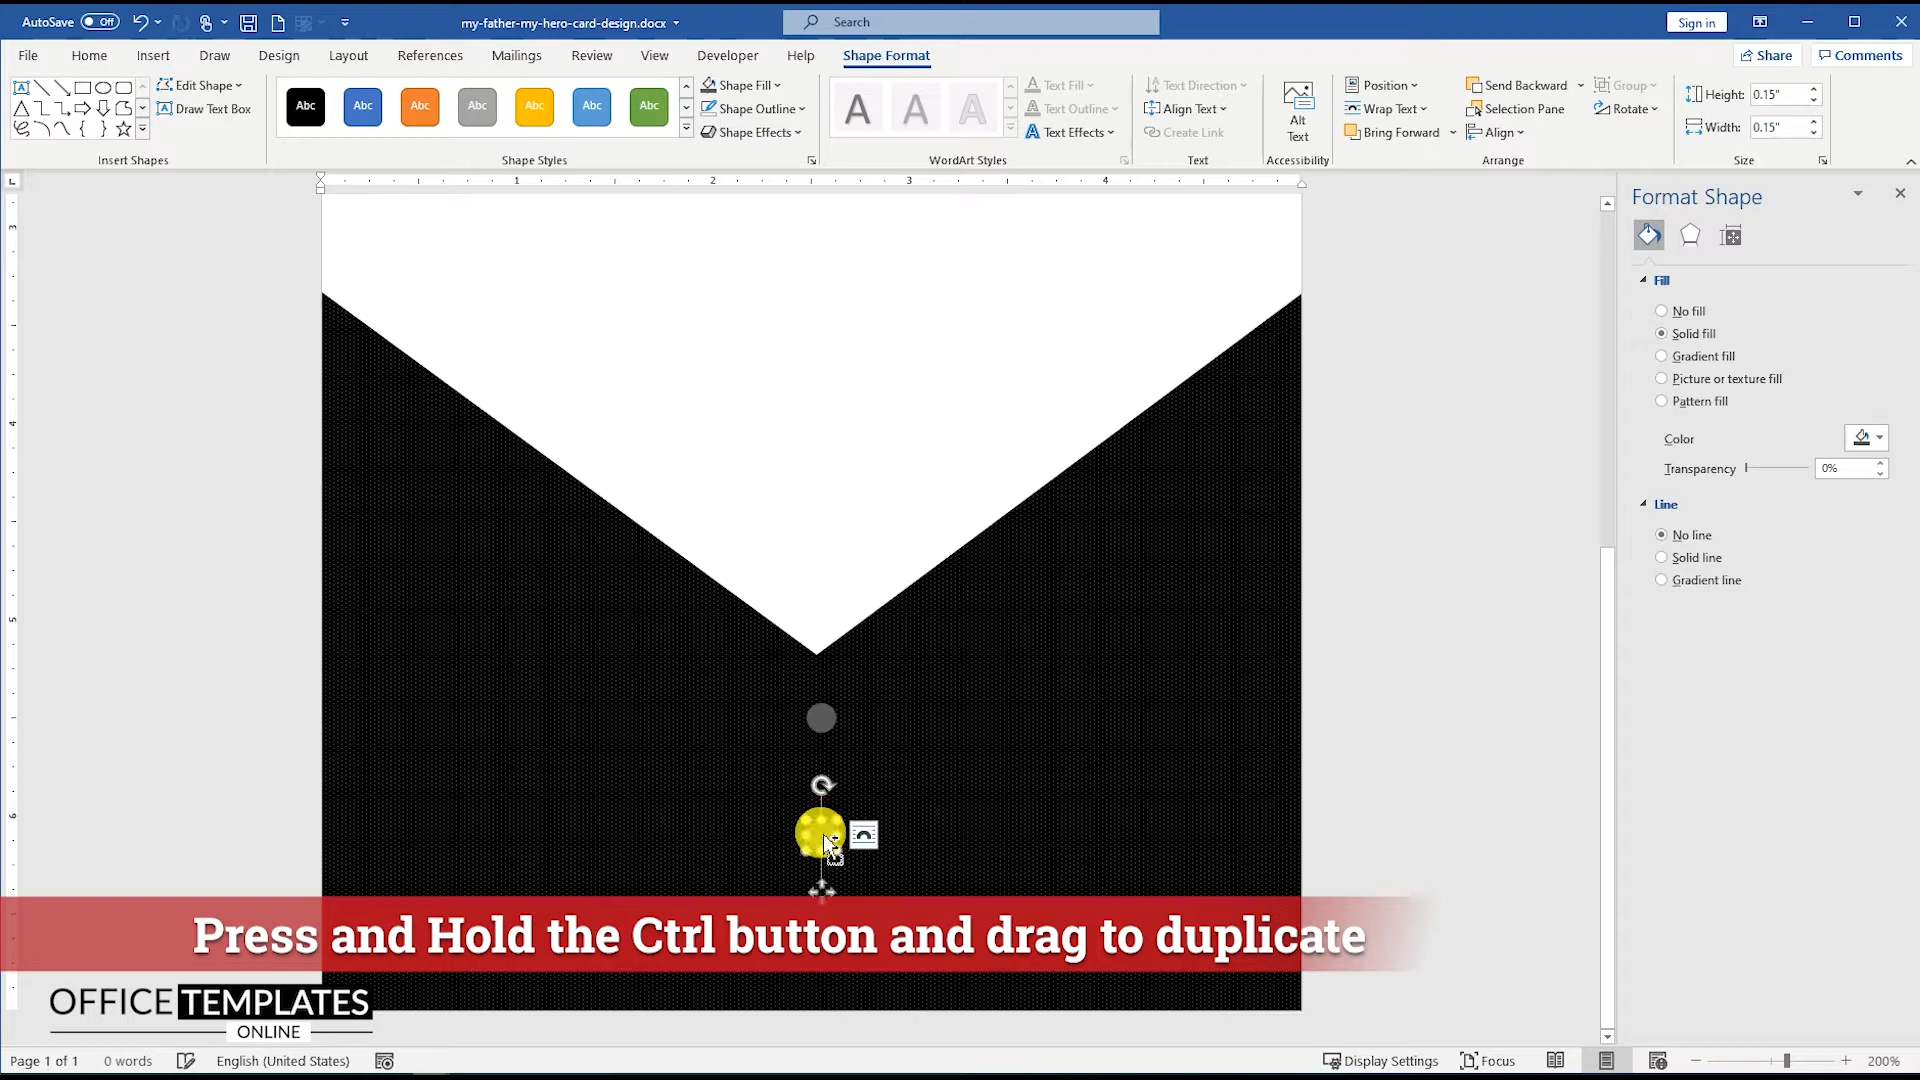 AutoSave Off my-father-my-hero-card-design.docx Search Sign in
File Home Insert Draw Design Layout References Mailings Review View Developer Help Shape Format Share Comments
Edit Shape
Draw Text Box
Insert Shapes
Abc Abc Abc Abc Abc Abc Abc
Shape Fill
Shape Outline
Shape Effects
Shape Styles
A A A
Text Fill
Text Outline
Text Effects
WordArt Styles
Text Direction
Align Text
Create Link
Text
Alt
Text
Accessibility
Position
Wrap Text
Bring Forward
Send Backward
Selection Pane
Align
Group
Rotate
Arrange
Height: 0.15"
Width: 0.15"
Size
1 2 3 4
3
4
5
6
Format Shape
Fill
No fill
Solid fill
Gradient fill
Picture or texture fill
Pattern fill
Color
Transparency 0%
Line
No line
Solid line
Gradient line
Press and Hold the Ctrl button and drag to duplicate
OFFICE TEMPLATES
ONLINE
Page 1 of 1 0 words English (United States) Display Settings Focus 200%